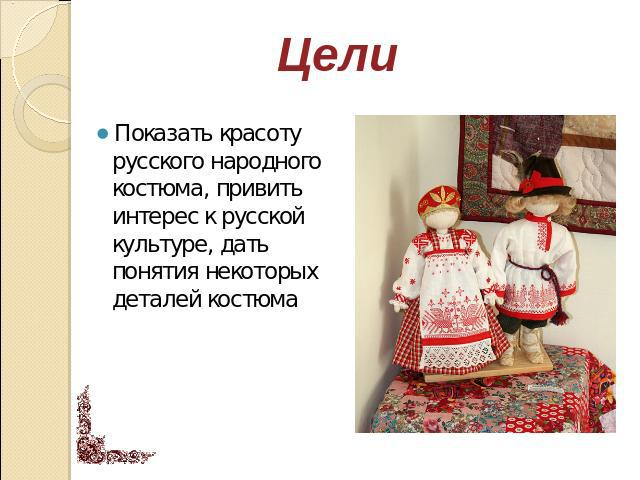 Цели
Показать красоту
русского народного
костюма, привить
интерес к русской
культуре, дать
понятия некоторых
деталей костюма